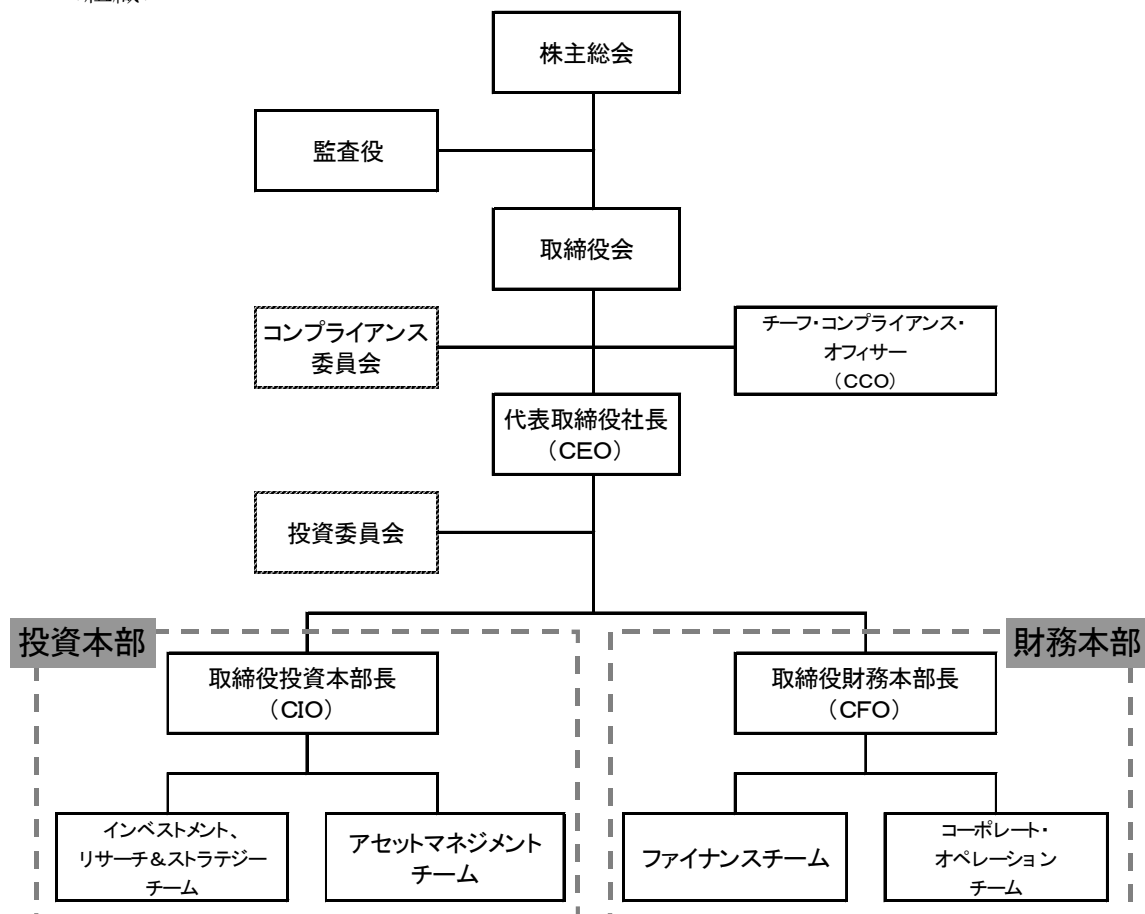 株主総会
監査役
取締役会
コンプライアンス
委員会
チーフ・コンプライアンス・
オフィサー
（CCO）
代表取締役社長
（CEO）
投資委員会
投資本部
財務本部
取締役投資本部長
（CIO）
取締役財務本部長
（CFO）
インベストメント、
リサーチ＆ストラテジー
チーム
アセットマネジメント
チーム
ファイナンスチーム
コーポレート・
オペレーション
チーム